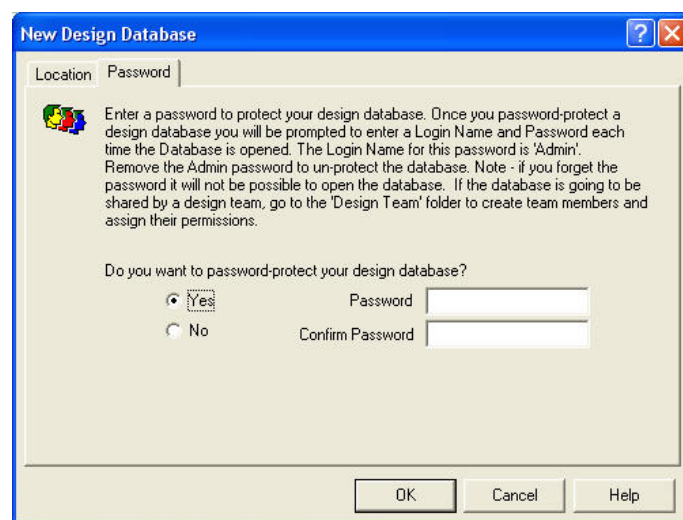 New Design Database
Location Password
Enter a password to protect your design database. Once you password-protect a
design database you will be prompted to enter a Login Name and Password each
time the Database is opened. The Login Name for this password is 'Admin'.
Remove the Admin password to un-protect the database. Note - if you forget the
password it will not be possible to open the database. If the database is going to be
shared by a design team, go to the 'Design Team' folder to create team members and
assign their permissions.
Do you want to password-protect your design database?
Yes Password
No Confirm Password
OK Cancel Help